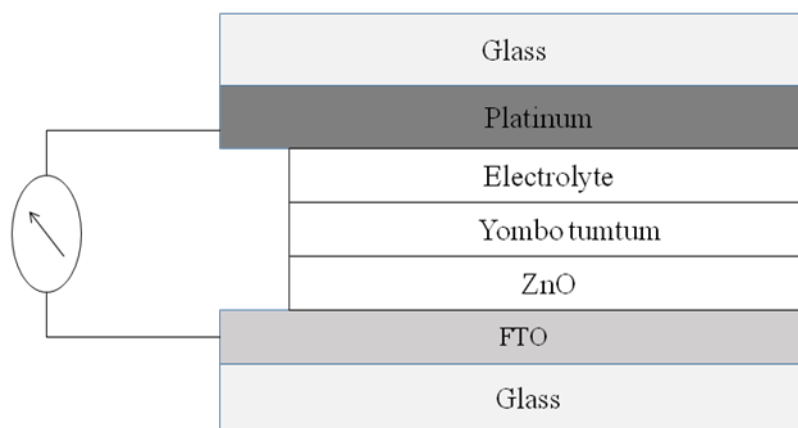 Glass
Platinum
Electrolyte
Yombo tumtum
ZnO
FTO
Glass